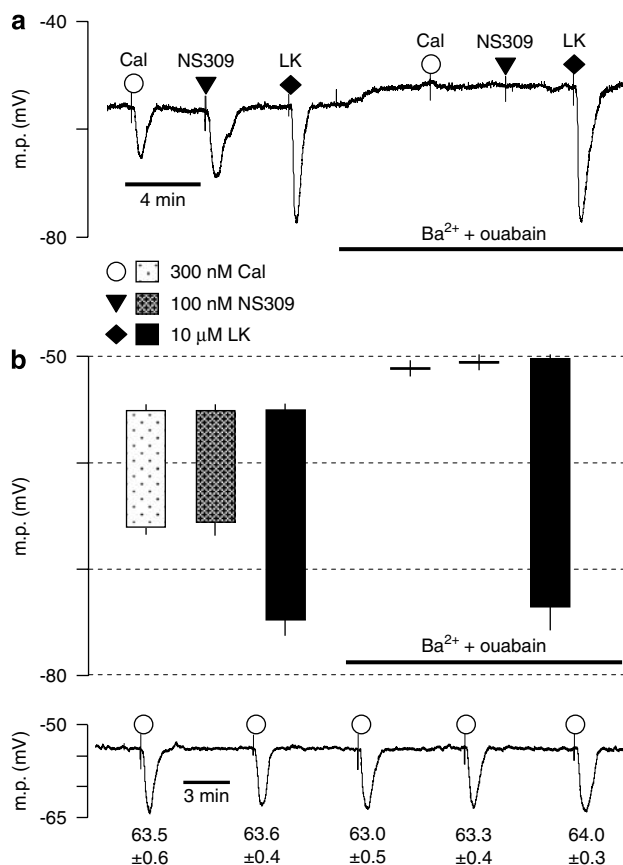 a
-40
Cal NS309 LK Cal NS309 LK
m.p. (mV)
4 min
-80
Ba²⁺ + ouabain
300 nM Cal
100 nM NS309
10 μM LK
b
-50
m.p. (mV)
Ba²⁺ + ouabain
-80
-50
m.p. (mV)
3 min
-65
63.5 63.6 63.0 63.3 64.0
±0.6 ±0.4 ±0.5 ±0.4 ±0.3